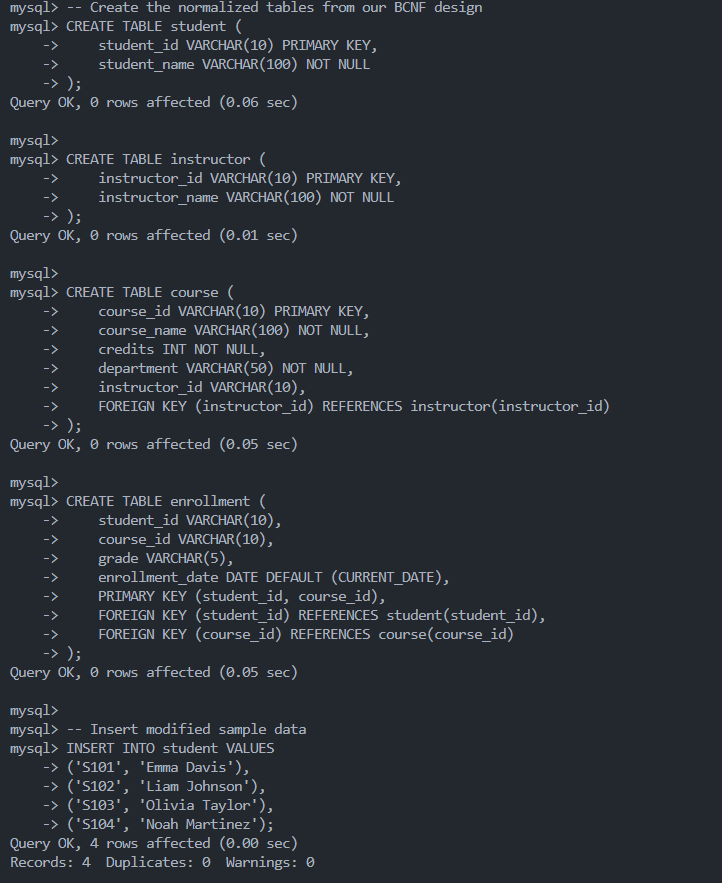 mysql> -- Create the normalized tables from our BCNF design
mysql> CREATE TABLE student (
    ->     student_id VARCHAR(10) PRIMARY KEY,
    ->     student_name VARCHAR(100) NOT NULL
    -> );
Query OK, 0 rows affected (0.06 sec)

mysql>
mysql> CREATE TABLE instructor (
    ->     instructor_id VARCHAR(10) PRIMARY KEY,
    ->     instructor_name VARCHAR(100) NOT NULL
    -> );
Query OK, 0 rows affected (0.01 sec)

mysql>
mysql> CREATE TABLE course (
    ->     course_id VARCHAR(10) PRIMARY KEY,
    ->     course_name VARCHAR(100) NOT NULL,
    ->     credits INT NOT NULL,
    ->     department VARCHAR(50) NOT NULL,
    ->     instructor_id VARCHAR(10),
    ->     FOREIGN KEY (instructor_id) REFERENCES instructor(instructor_id)
    -> );
Query OK, 0 rows affected (0.05 sec)

mysql>
mysql> CREATE TABLE enrollment (
    ->     student_id VARCHAR(10),
    ->     course_id VARCHAR(10),
    ->     grade VARCHAR(5),
    ->     enrollment_date DATE DEFAULT (CURRENT_DATE),
    ->     PRIMARY KEY (student_id, course_id),
    ->     FOREIGN KEY (student_id) REFERENCES student(student_id),
    ->     FOREIGN KEY (course_id) REFERENCES course(course_id)
    -> );
Query OK, 0 rows affected (0.05 sec)

mysql>
mysql> -- Insert modified sample data
mysql> INSERT INTO student VALUES
    -> ('S101', 'Emma Davis'),
    -> ('S102', 'Liam Johnson'),
    -> ('S103', 'Olivia Taylor'),
    -> ('S104', 'Noah Martinez');
Query OK, 4 rows affected (0.00 sec)
Records: 4  Duplicates: 0  Warnings: 0